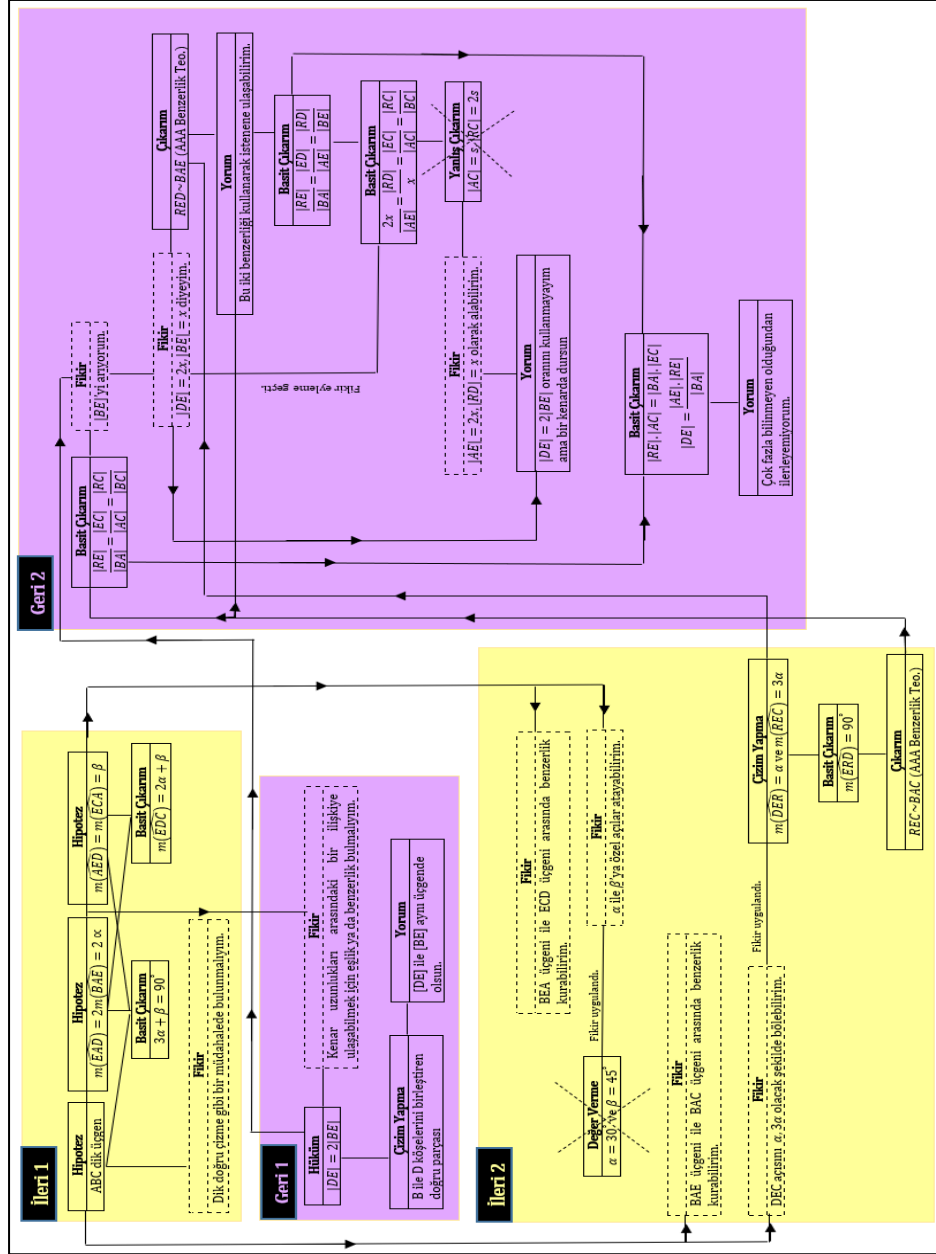 İleri 1
Hipotez
ABC dik üçgen
Hipotez
m(EAD) = 2m(BAE) = 2 ∝
Hipotez
m(AED) = m(ECA) = β
Basit Çıkarım
3α + β = 90°
Basit Çıkarım
m(EDC) = 2α + β
Fikir
Dik doğru çizme gibi bir müdahalede bulunmalıyım.
Geri 1
Hüküm
|DE| = 2|BE|
Fikir
Kenar uzunlukları arasındaki bir ilişkiye
ulaşabilmek için eşlik ya da benzerlik bulmalıyım.
Çizim Yapma
B ile D köşelerini birleştiren
doğru parçası
Yorum
[DE] ile [BE] aynı üçgende
olsun.
İleri 2
Fikir
BEA üçgeni ile ECD üçgeni arasında benzerlik
kurabilirim.
Değer Verme
α = 30° ve β = 45°
Fikir uygulandı.
Fikir
α ile β'ya özel açılar atayabilirim.
Fikir
BAE üçgeni ile BAC üçgeni arasında benzerlik
kurabilirim.
Fikir
DEC açısını α, 3α olacak şekilde bölebilirim.
Fikir uygulandı.
Çizim Yapma
m(DER) = α ve m(REC) = 3α
Basit Çıkarım
m(ERD) = 90°
Çıkarım
REC~BAC (AAA Benzerlik Teo.)
Geri 2
Basit Çıkarım
|RE|/|BA| = |EC|/|AC| = |RC|/|BC|
Fikir
|BE|'yi arıyorum.
Fikir
|DE| = 2x, |BE| = x diyeyim.
Çıkarım
RED~BAE (AAA Benzerlik Teo.)
Yorum
Bu iki benzerliği kullanarak istenene ulaşabilirim.
Basit Çıkarım
|RE|/|BA| = |ED|/|AE| = |RD|/|BE|
Fikir eyleme geçti.
Basit Çıkarım
2x/|AE| = |RD|/x = |EC|/|AC| = |RC|/|BC|
Yanlış Çıkarım
|AC| = s, |RC| = 2s
Fikir
|AE| = 2x, |RD| = x olarak alabilirim.
Yorum
|DE| = 2|BE| oranını kullanmayayım
ama bir kenarda dursun
Basit Çıkarım
|RE|.|AC| = |BA|.|EC|
|DE| = |AE|.|RE|/|BA|
Yorum
Çok fazla bilinmeyen olduğundan
ilerleyemiyorum.